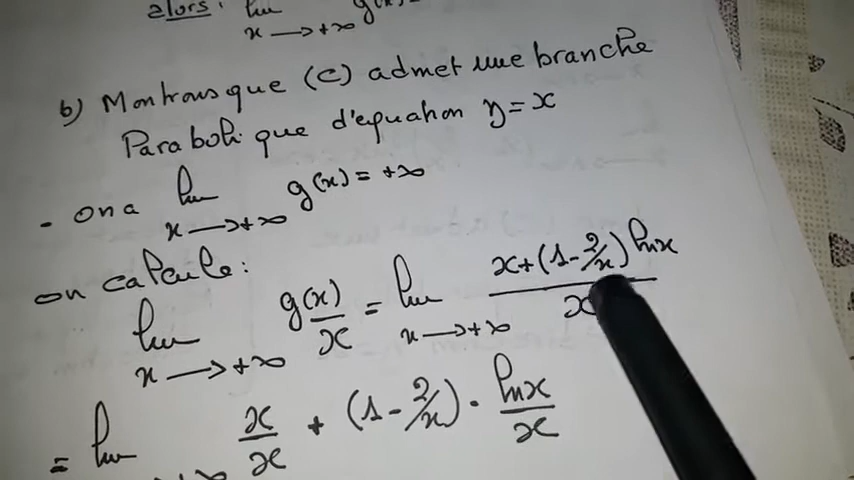 alors: lim g(x)
x → +∞
b) Montrons que (C) admet une branche
Parabolique d'equation y = x
- on a lim g(x) = +∞
x → +∞
on calcule:
lim g(x)/x = lim x+(1-2/x)lnx / x
x → +∞ x → +∞
= lim x/x + (1-2/x) · lnx/x
+∞